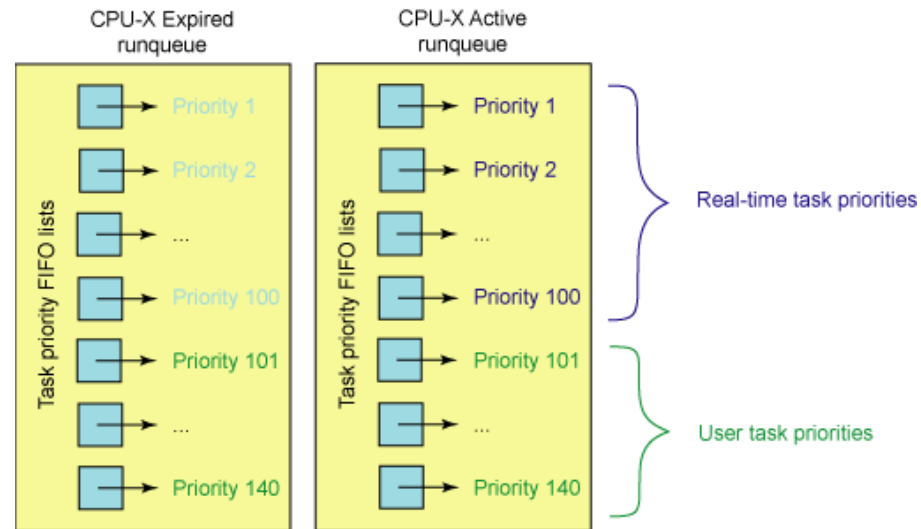 CPU-X Expired
runqueue
Task priority FIFO lists
Priority 1
Priority 2
...
Priority 100
Priority 101
...
Priority 140
CPU-X Active
runqueue
Task priority FIFO lists
Priority 1
Priority 2
...
Priority 100
Priority 101
...
Priority 140
Real-time task priorities
User task priorities